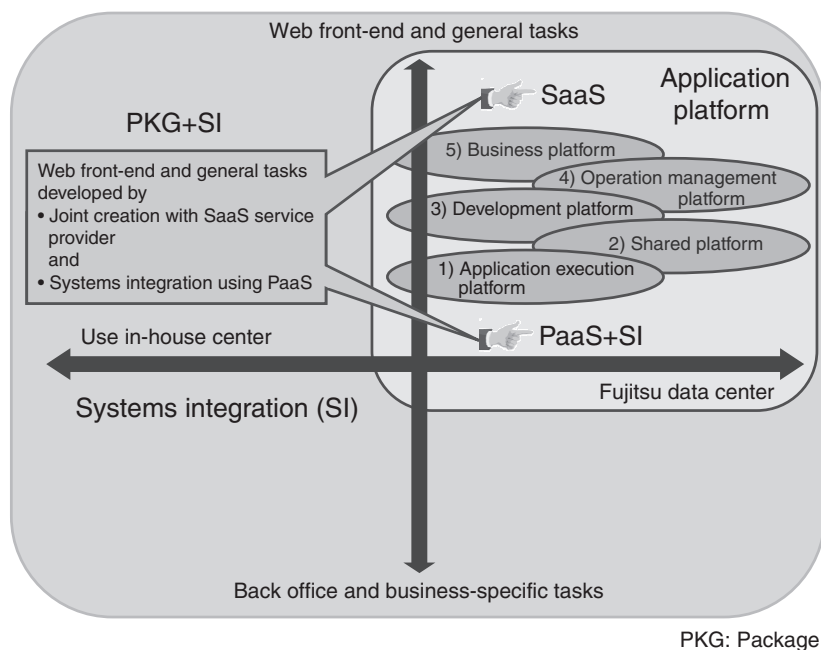 Web front-end and general tasks
SaaS
Application
platform
PKG+SI
Web front-end and general tasks
developed by
• Joint creation with SaaS service
provider
and
• Systems integration using PaaS
5) Business platform
4) Operation management
platform
3) Development platform
2) Shared platform
1) Application execution
platform
Use in-house center
PaaS+SI
Systems integration (SI)
Fujitsu data center
Back office and business-specific tasks
PKG: Package